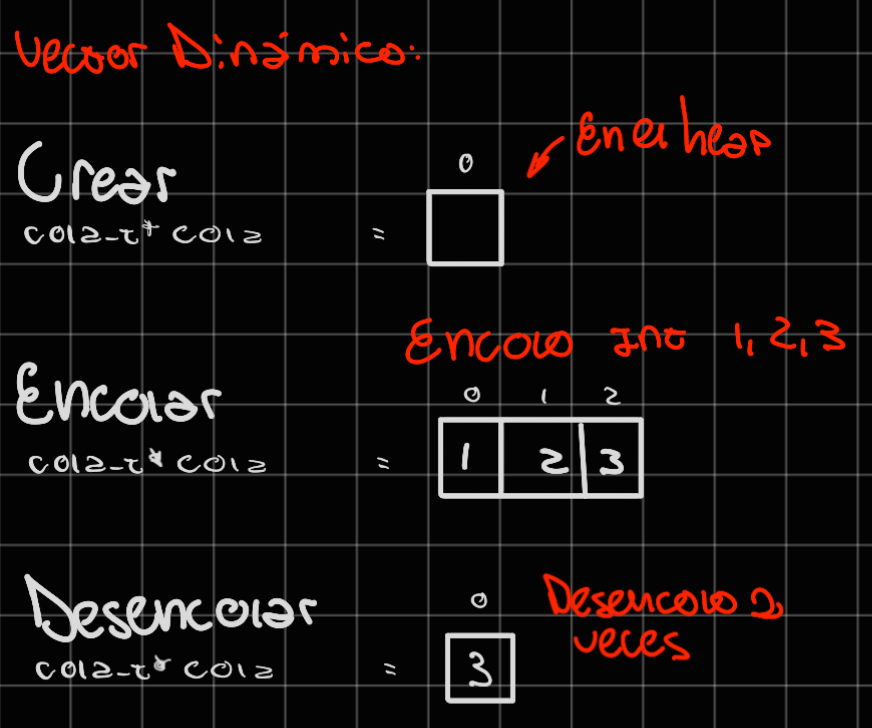 Vector Dinámico:
En el heap
Crear
0
cola_t* cola =
Encolo Int 1, 2, 3
Encolar
0 1 2
cola_t* cola = 1 2 3
Desencolar
0
Desencolo 2
veces
cola_t* cola = 3